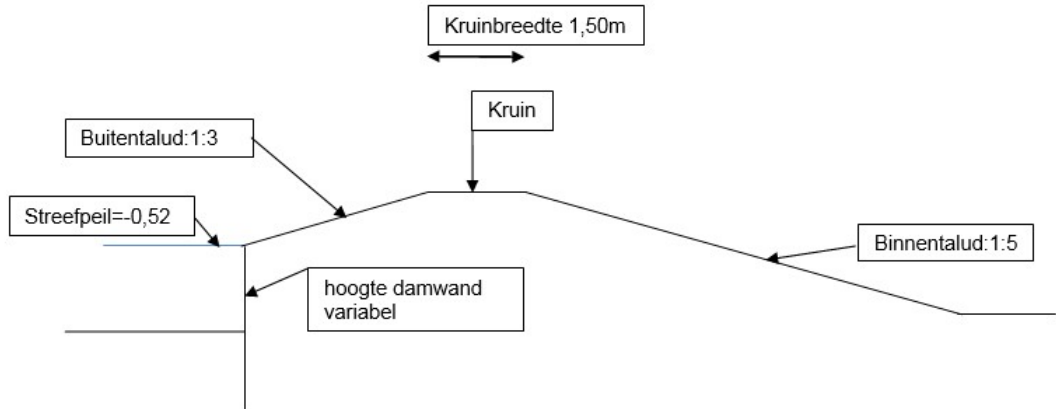 Kruinbreedte 1,50m
Kruin
Buitentalud:1:3
Streefpeil=-0,52
Binnentalud:1:5
hoogte damwand
variabel